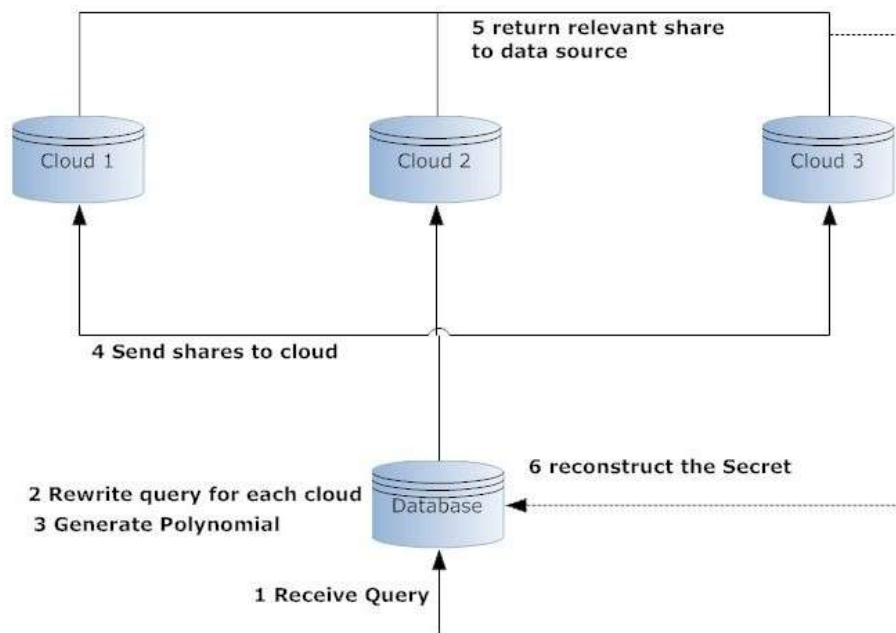 5 return relevant share
to data source
Cloud 1
Cloud 2
Cloud 3
4 Send shares to cloud
6 reconstruct the Secret
2 Rewrite query for each cloud
3 Generate Polynomial
Database
1 Receive Query